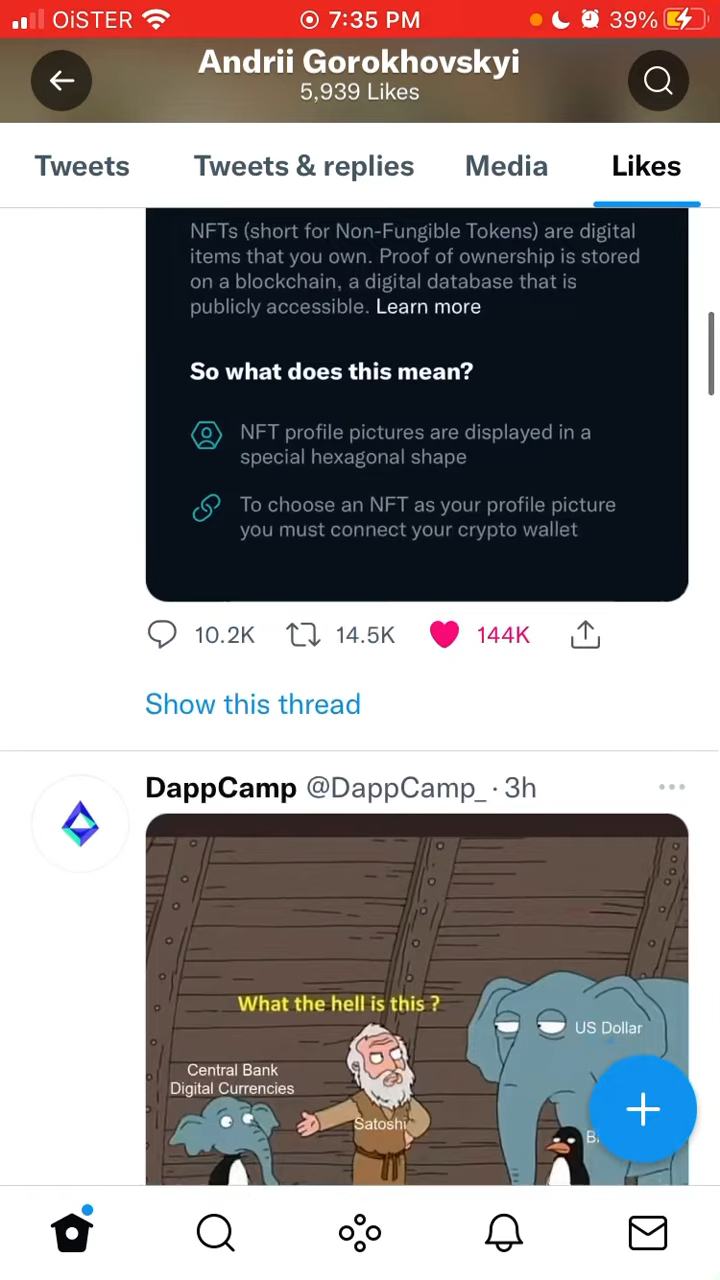 OiSTER
7:35 PM
39%
Andrii Gorokhovskyi
5,939 Likes
Tweets
Tweets & replies
Media
Likes
NFTs (short for Non-Fungible Tokens) are digital
items that you own. Proof of ownership is stored
on a blockchain, a digital database that is
publicly accessible. Learn more
So what does this mean?
NFT profile pictures are displayed in a
special hexagonal shape
To choose an NFT as your profile picture
you must connect your crypto wallet
10.2K
14.5K
144K
Show this thread
DappCamp @DappCamp_ · 3h
What the hell is this ?
US Dollar
Central Bank
Digital Currencies
Satoshi